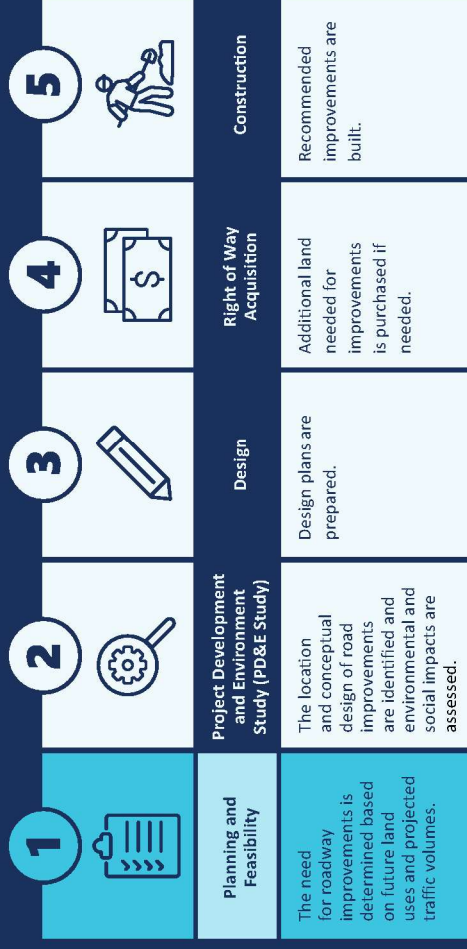 1
Planning and
Feasibility
The need
for roadway
improvements is
determined based
on future land
uses and projected
traffic volumes.
2
Project Development
and Environment
Study (PD&E Study)
The location
and conceptual
design of road
improvements
are identified and
environmental and
social impacts are
assessed.
3
Design
Design plans are
prepared.
4
Right of Way
Acquisition
$
Additional land
needed for
improvements
is purchased if
needed.
5
Construction
Recommended
improvements are
built.